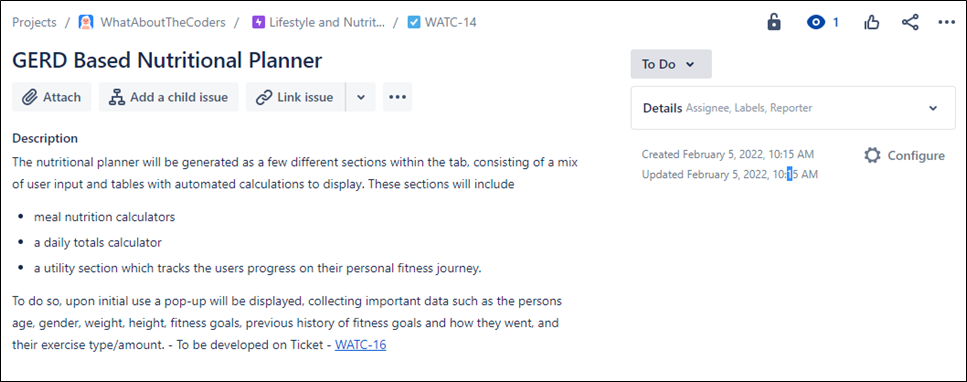 Projects / WhatAboutTheCoders / Lifestyle and Nutrit... / WATC-14
1
GERD Based Nutritional Planner
To Do
Attach Add a child issue Link issue
Details Assignee, Labels, Reporter
Description
The nutritional planner will be generated as a few different sections within the tab, consisting of a mix
of user input and tables with automated calculations to display. These sections will include
• meal nutrition calculators
• a daily totals calculator
• a utility section which tracks the users progress on their personal fitness journey.
To do so, upon initial use a pop-up will be displayed, collecting important data such as the persons
age, gender, weight, height, fitness goals, previous history of fitness goals and how they went, and
their exercise type/amount. - To be developed on Ticket - WATC-16
Created February 5, 2022, 10:15 AM
Updated February 5, 2022, 10:15 AM
Configure